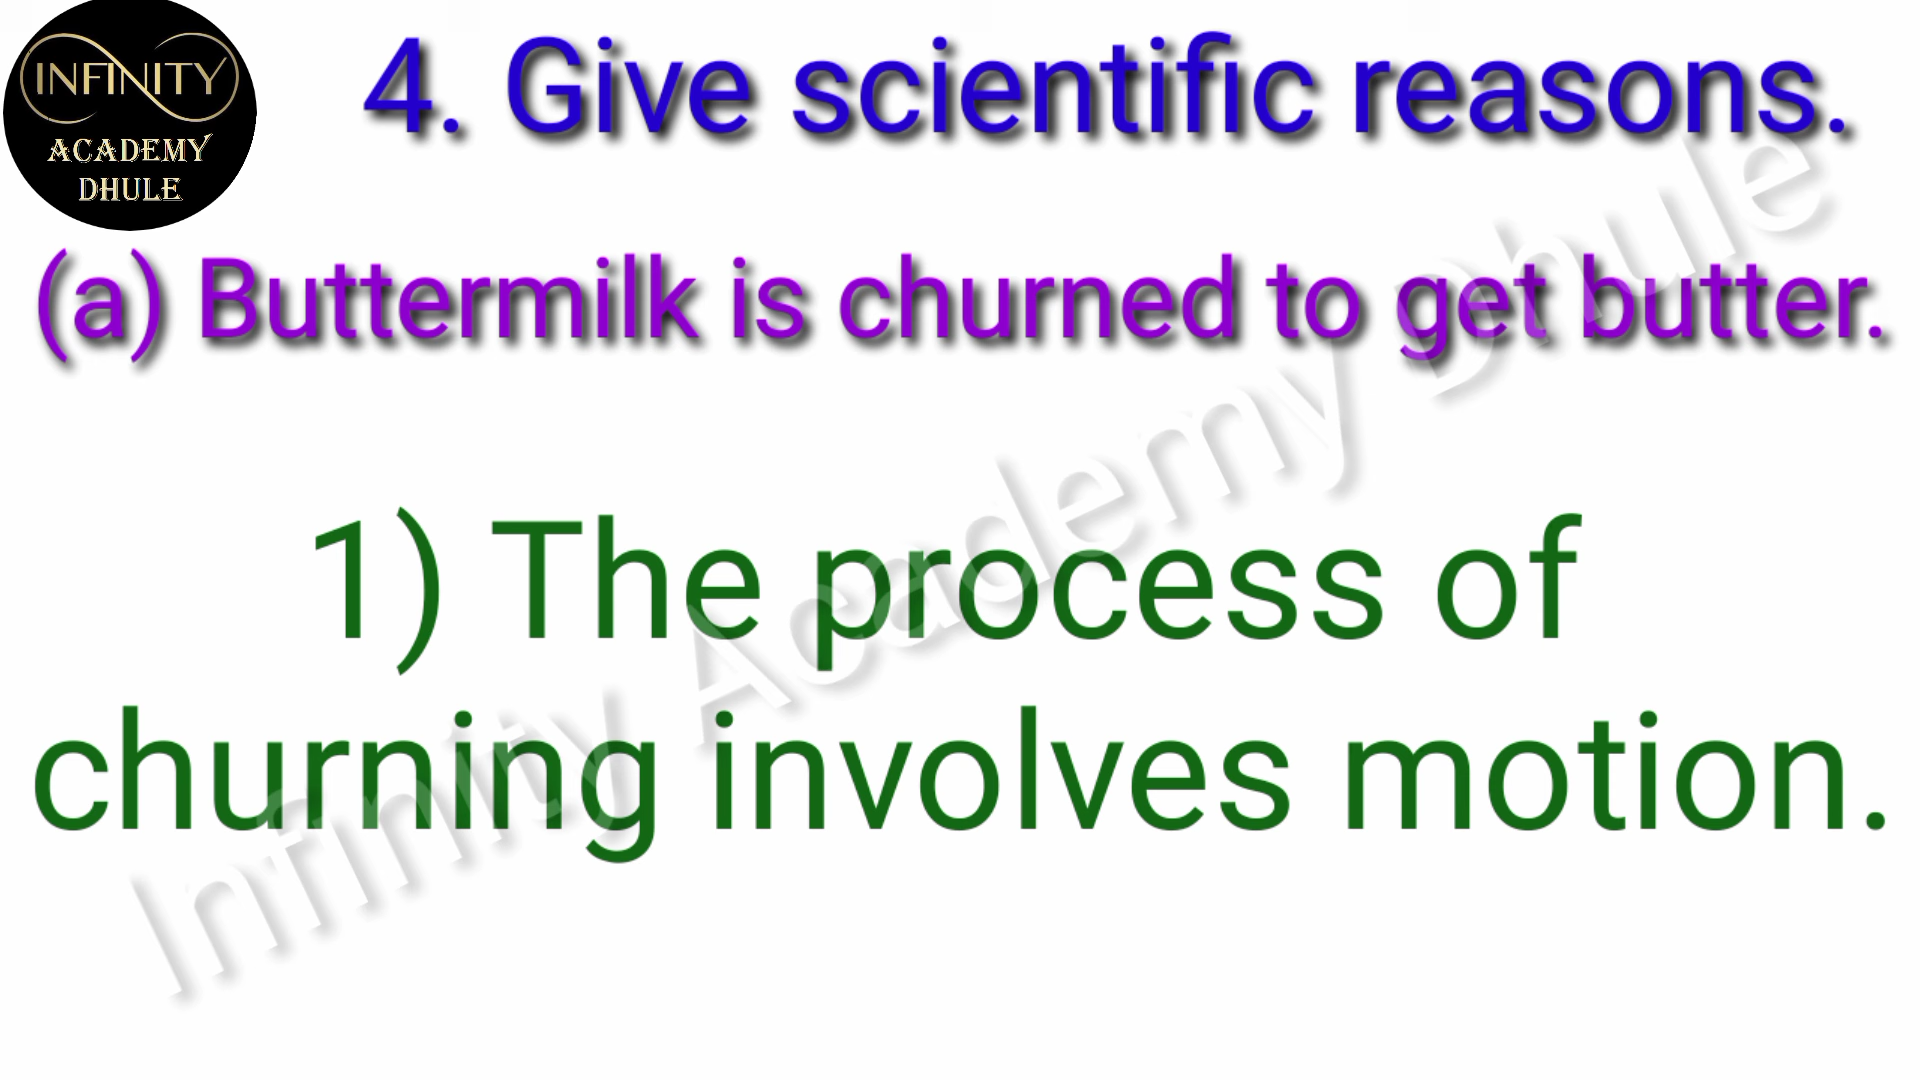 INFINITY
ACADEMY
DHULE
4. Give scientific reasons.
(a) Buttermilk is churned to get butter.
1) The process of
churning involves motion.
Infinity Academy Dhule